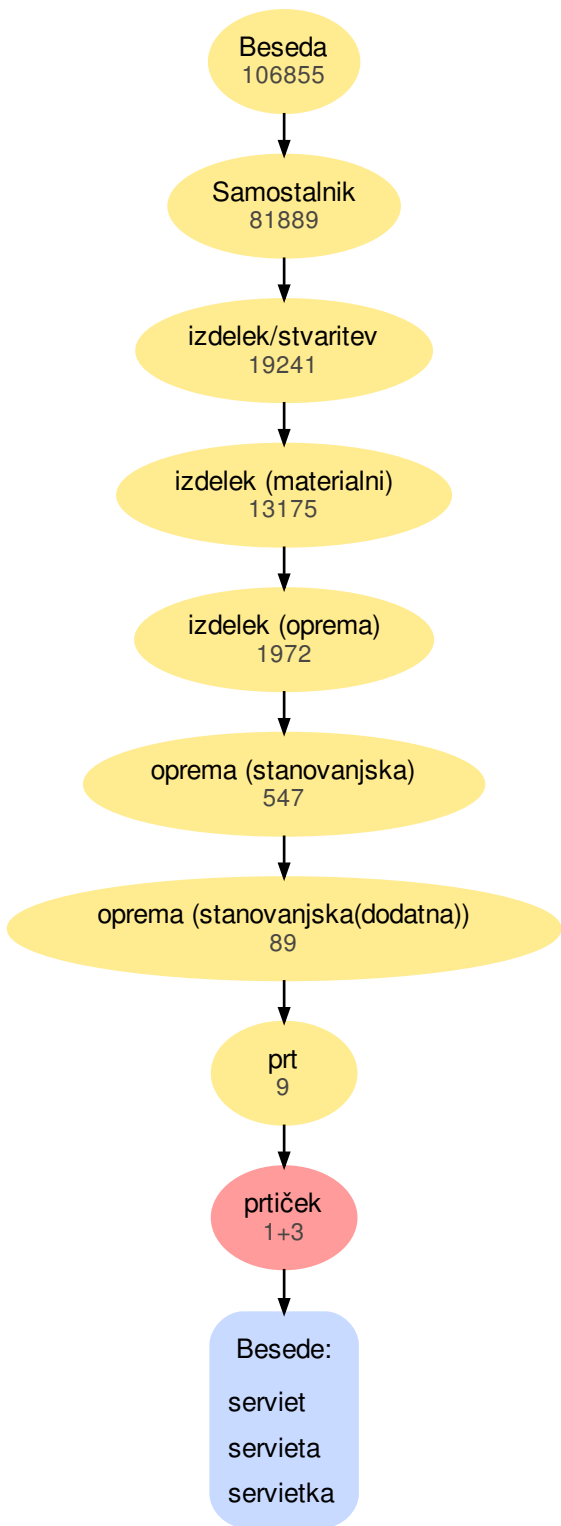 Beseda
106855
Samostalnik
81889
izdelek/stvaritev
19241
izdelek (materialni)
13175
izdelek (oprema)
1972
oprema (stanovanjska)
547
oprema (stanovanjska(dodatna))
89
prt
9
prtiček
1+3
Besede:
serviet
servieta
servietka